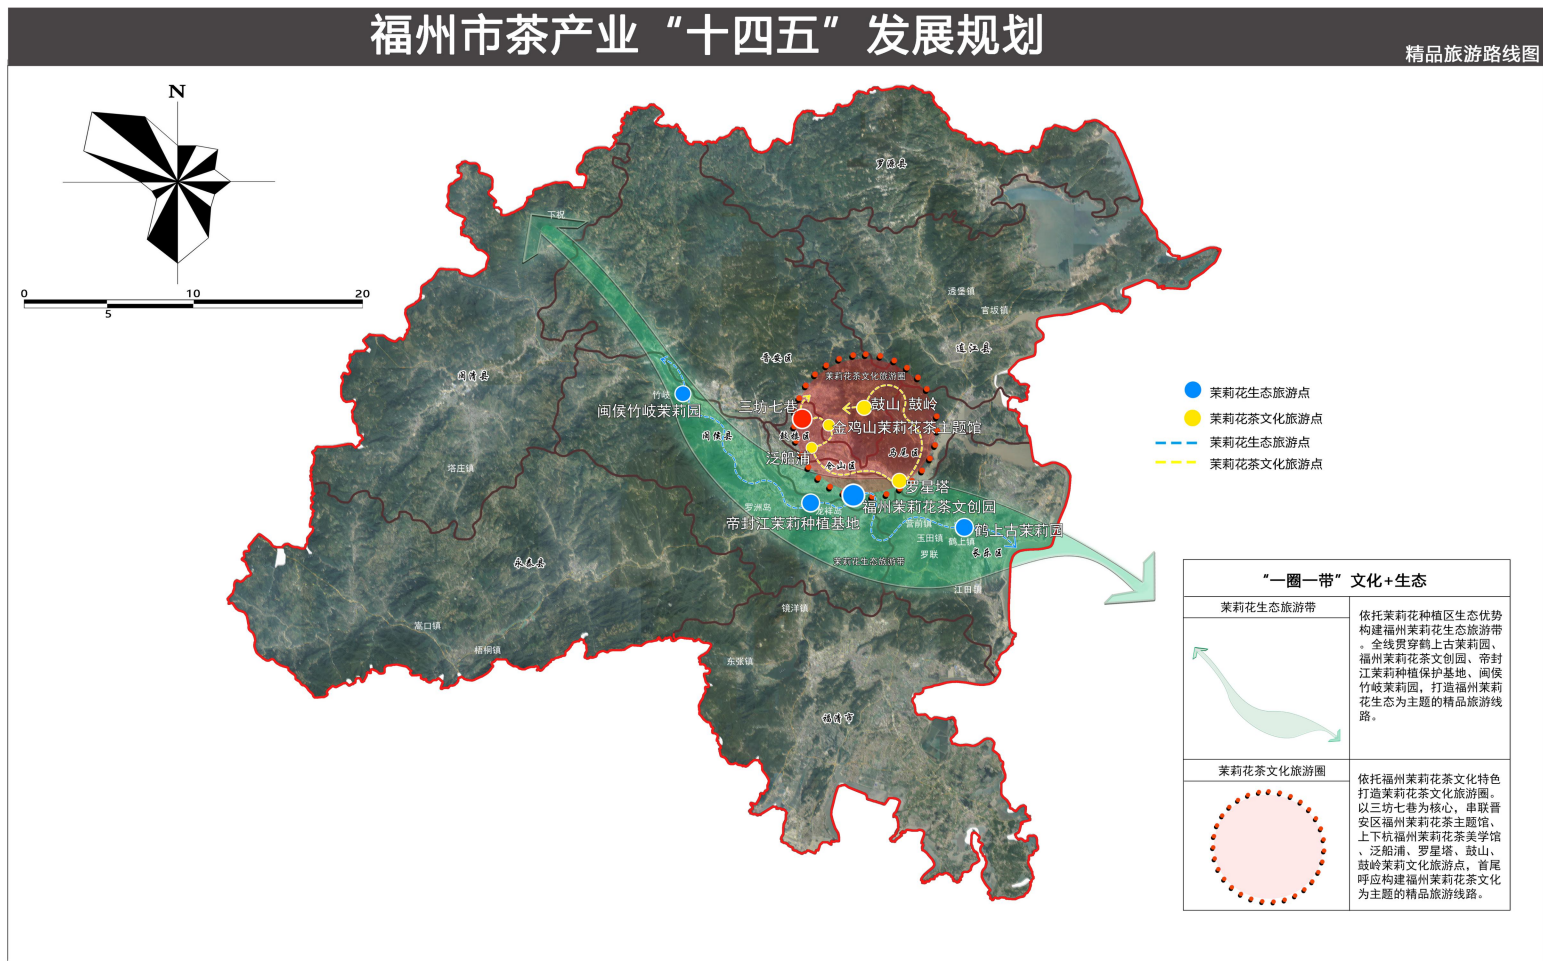 福州市茶产业“十四五”发展规划
精品旅游路线图
N
0
10
20
5
下祝
罗源县
透堡镇
官坂镇
连江县
晋安区
闽清县
茉莉花茶文化旅游圈
竹岐
闽侯竹岐茉莉园
三坊七巷
鼓山 鼓岭
金鸡山茉莉花茶主题馆
闽侯县
鼓楼区
马尾区
泛船浦
仓山区
塔庄镇
罗星塔
罗洲岛
龙祥岛
福州茉莉花茶文创园
帝封江茉莉种植基地
营前镇
鹤上古茉莉园
玉田镇
鹤上镇
罗联
长乐区
茉莉花生态旅游带
永泰县
江田镇
镜洋镇
嵩口镇
梧桐镇
东张镇
福清市
茉莉花生态旅游点
茉莉花茶文化旅游点
茉莉花生态旅游点
茉莉花茶文化旅游点
“一圈一带”文化+生态
茉莉花生态旅游带
依托茉莉花种植区生态优势
构建福州茉莉花生态旅游带
。全线贯穿鹤上古茉莉园、
福州茉莉花茶文创园、帝封
江茉莉种植保护基地、闽侯
竹岐茉莉园，打造福州茉莉
花生态为主题的精品旅游线
路。
茉莉花茶文化旅游圈
依托福州茉莉花茶文化特色
打造茉莉花茶文化旅游圈。
以三坊七巷为核心，串联晋
安区福州茉莉花茶主题馆、
上下杭福州茉莉花茶美学馆
、泛船浦、罗星塔、鼓山、
鼓岭茉莉文化旅游点，首尾
呼应构建福州茉莉花茶文化
为主题的精品旅游线路。